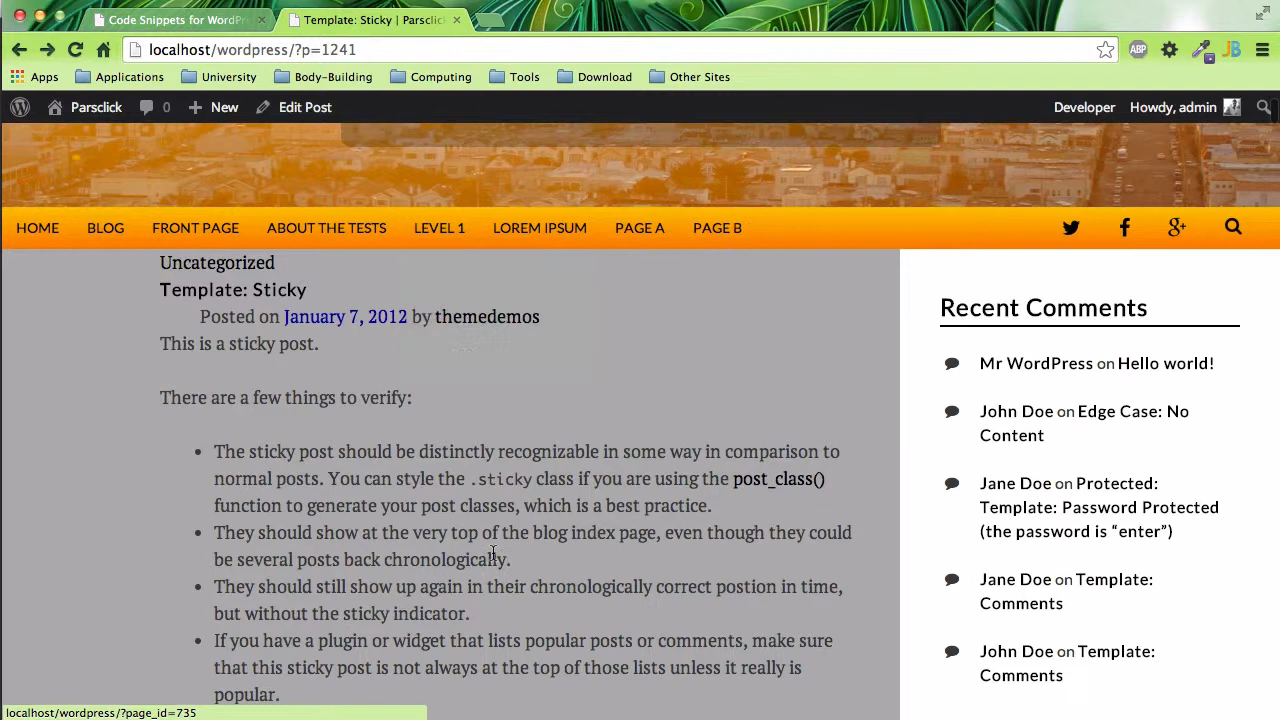 Code Snippets for WordPr
Template: Sticky | Parsclick
localhost/wordpress/?p=1241
ABP
JB
Apps
Applications
University
Body-Building
Computing
Tools
Download
Other Sites
Parsclick
0
New
Edit Post
Developer
Howdy, admin
HOME
BLOG
FRONT PAGE
ABOUT THE TESTS
LEVEL 1
LOREM IPSUM
PAGE A
PAGE B
Uncategorized
Template: Sticky
Posted on January 7, 2012 by themedemos
This is a sticky post.
There are a few things to verify:
• The sticky post should be distinctly recognizable in some way in comparison to
normal posts. You can style the .sticky class if you are using the post_class()
function to generate your post classes, which is a best practice.
• They should show at the very top of the blog index page, even though they could
be several posts back chronologically.
• They should still show up again in their chronologically correct postion in time,
but without the sticky indicator.
• If you have a plugin or widget that lists popular posts or comments, make sure
that this sticky post is not always at the top of those lists unless it really is
popular.
Recent Comments
Mr WordPress on Hello world!
John Doe on Edge Case: No
Content
Jane Doe on Protected:
Template: Password Protected
(the password is “enter”)
Jane Doe on Template:
Comments
John Doe on Template:
Comments
localhost/wordpress/?page_id=735